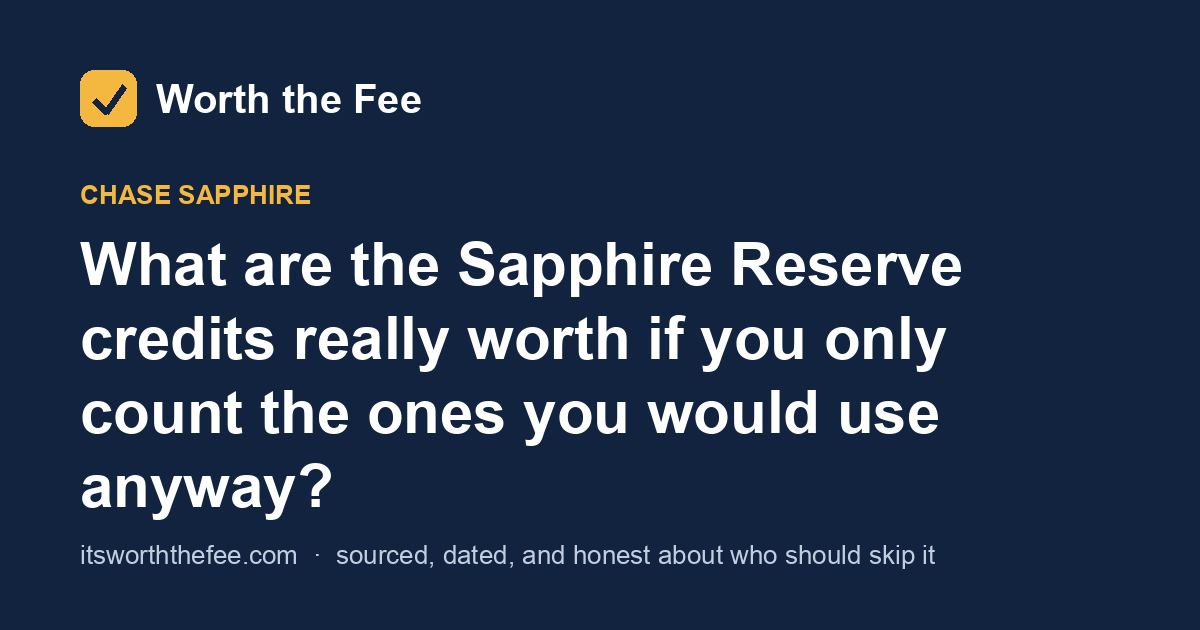 Worth the Fee
CHASE SAPPHIRE
What are the Sapphire Reserve
credits really worth if you only
count the ones you would use
anyway?
itsworththefee.com · sourced, dated, and honest about who should skip it